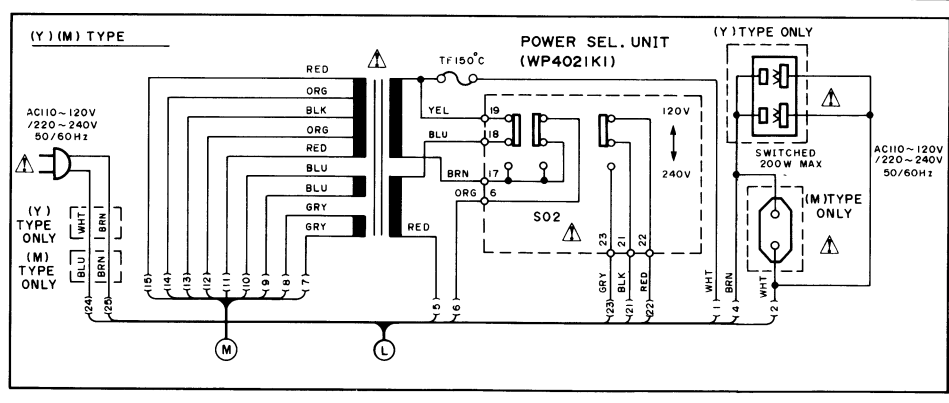 (Y)(M) TYPE
AC110~120V
/220~240V
50/60Hz
(Y)
TYPE
ONLY
WHT
BRN
(M)
TYPE
ONLY
BLU
BRN
24
25
RED
ORG
BLK
ORG
RED
BLU
BLU
GRY
GRY
15
14
13
12
11
10
9
8
7
M
TF150°C
YEL
BLU
BRN
ORG
RED
5
6
L
POWER SEL. UNIT
(WP4021K1)
19
18
17
6
S02
120V
240V
23
21
22
GRY
BLK
RED
23
21
22
WHT
BRN
WHT
1
4
2
(Y)TYPE ONLY
SWITCHED
200W MAX
(M)TYPE
ONLY
AC110~120V
/220~240V
50/60Hz